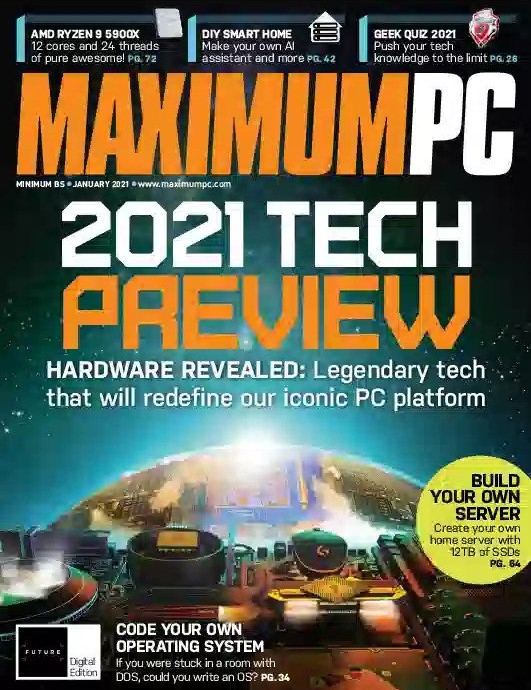 AMD RYZEN 9 5900X
12 cores and 24 threads
of pure awesome! PG. 72
DIY SMART HOME
Make your own AI
assistant and more PG. 42
GEEK QUIZ 2021
Push your tech
knowledge to the limit PG. 26
MAXIMUMPC
MINIMUM BS • JANUARY 2021 • www.maximumpc.com
2021 TECH
PREVIEW
HARDWARE REVEALED: Legendary tech
that will redefine our iconic PC platform
BUILD
YOUR OWN
SERVER
Create your own
home server with
12TB of SSDs
PG. 64
CODE YOUR OWN
OPERATING SYSTEM
If you were stuck in a room with
DOS, could you write an OS? PG. 34
FUTURE
Digital
Edition